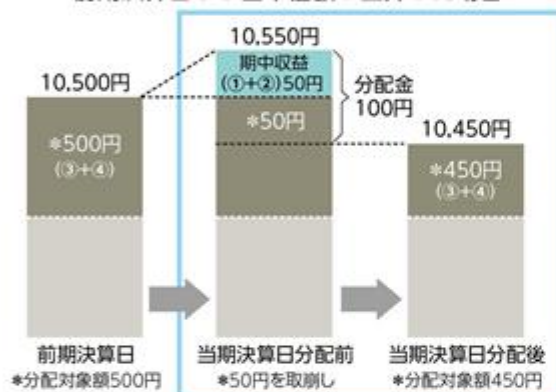 10,550円
期中収益
(①+②)50円
10,500円
分配金
100円
*500円
(③+④)
*50円
10,450円
*450円
(③+④)
前期決算日
当期決算日分配前
当期決算日分配後
*分配対象額500円
*50円を取崩し
*分配対象額450円